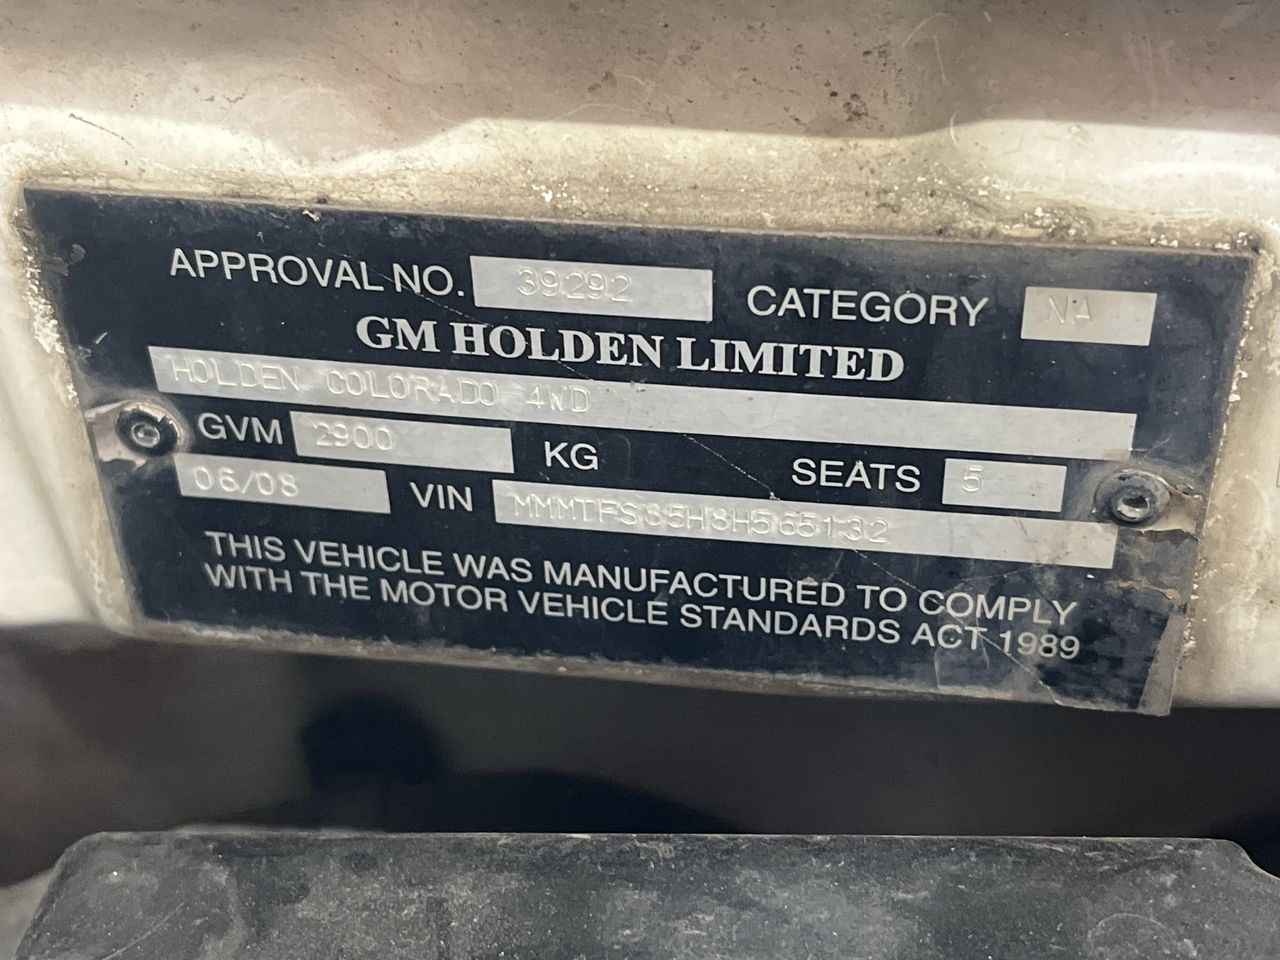 APPROVAL NO. 39292 CATEGORY NA
GM HOLDEN LIMITED
HOLDEN COLORADO 4WD
GVM 2900 KG SEATS 5
06/08 VIN MMMTFS85H8H565132
THIS VEHICLE WAS MANUFACTURED TO COMPLY
WITH THE MOTOR VEHICLE STANDARDS ACT 1989